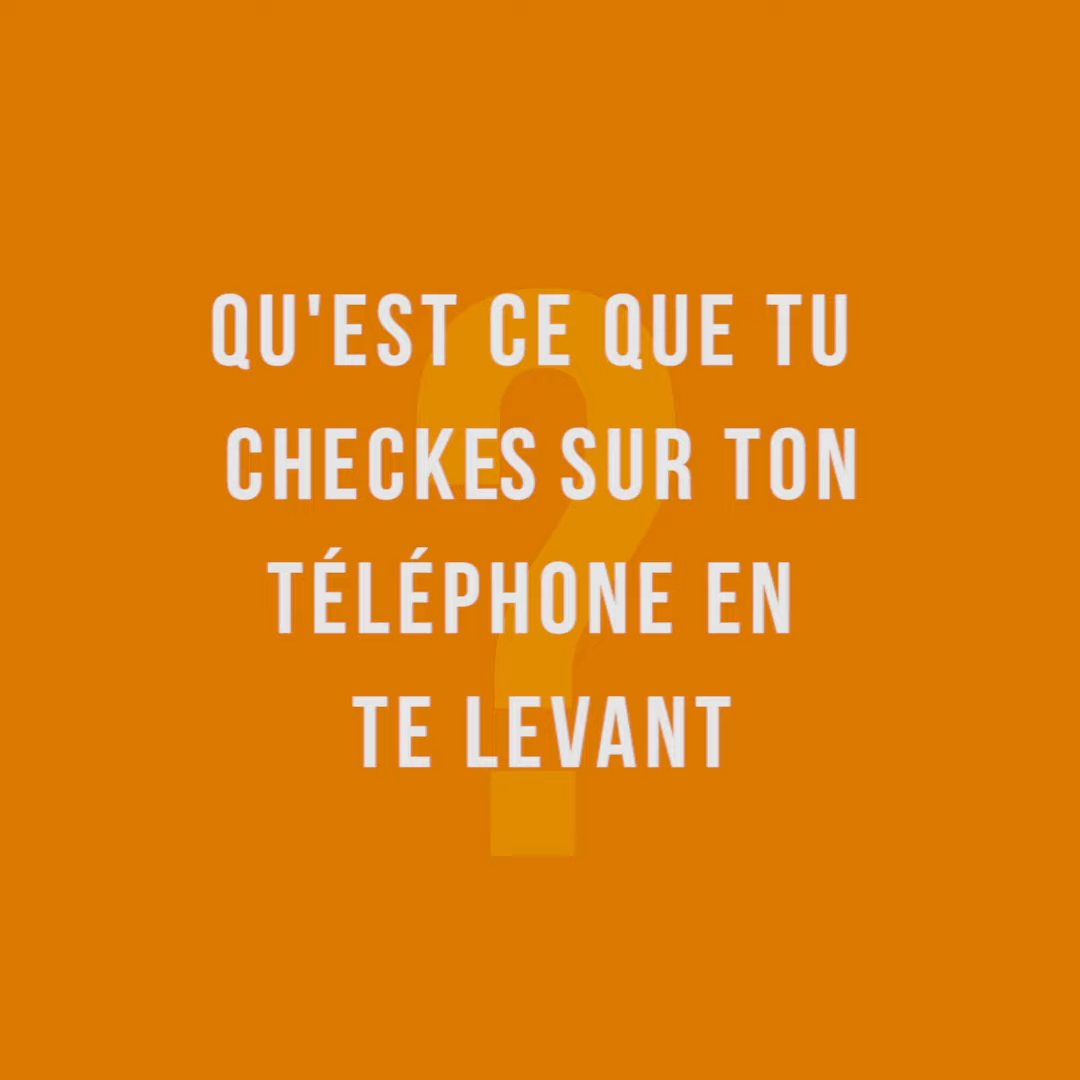 QU'EST CE QUE TU
CHECKES SUR TON
TÉLÉPHONE EN
TE LEVANT
?